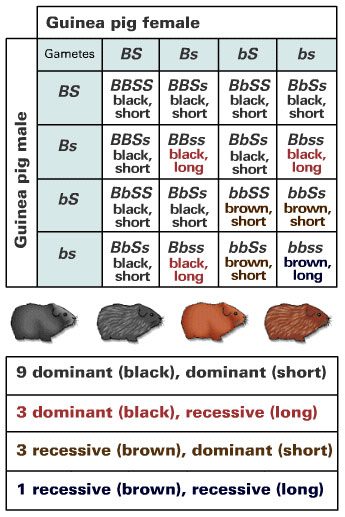 Guinea pig female
Guinea pig male
Gametes BS Bs bS bs
BS BBSS BBSs BbSS BbSs
black, black, black, black,
short short short short
Bs BBSs BBss BbSs Bbss
black, black, black, black,
short long short long
bS BbSS BbSs bbSS bbSs
black, black, brown, brown,
short short short short
bs BbSs Bbss bbSs bbss
black, black, brown, brown,
short long short long
9 dominant (black), dominant (short)
3 dominant (black), recessive (long)
3 recessive (brown), dominant (short)
1 recessive (brown), recessive (long)